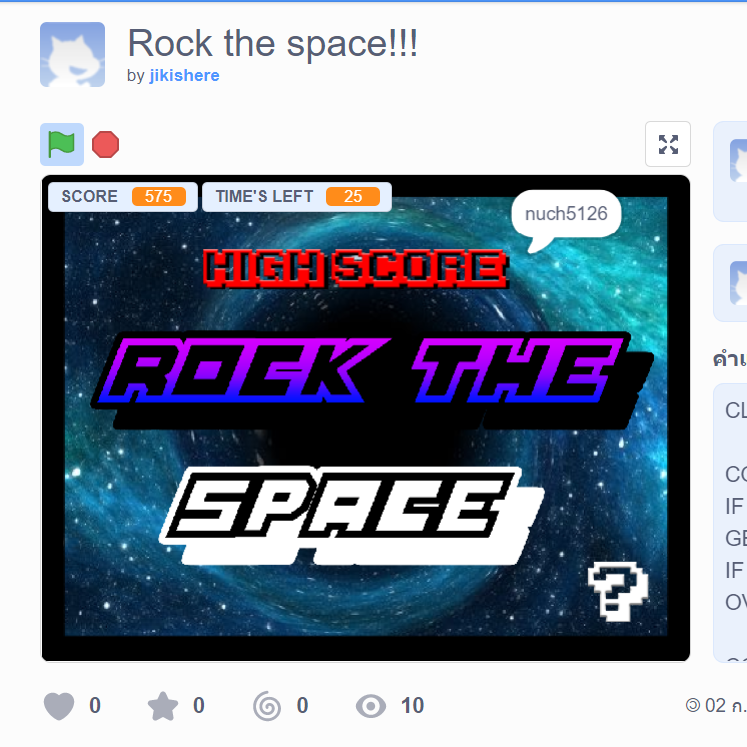 Rock the space!!!
by jikishere
SCORE 575 TIME'S LEFT 25
nuch5126
HIGH SCORE
ROCK THE
SPACE
?
คำแ
CL
CO
IF
GE
IF
OV
0 0 0 10
02 ก.